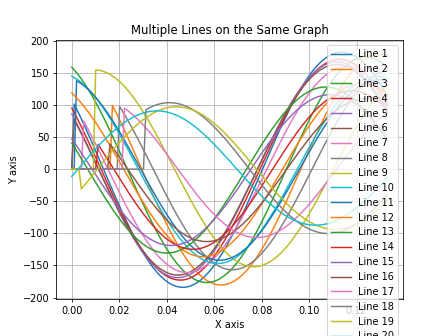 Multiple Lines on the Same Graph
Y axis
200
150
100
50
0
−50
−100
−150
−200
0.00
0.02
0.04
0.06
0.08
0.10
X axis
Line 1
Line 2
Line 3
Line 4
Line 5
Line 6
Line 7
Line 8
Line 9
Line 10
Line 11
Line 12
Line 13
Line 14
Line 15
Line 16
Line 17
Line 18
Line 19
Line 20